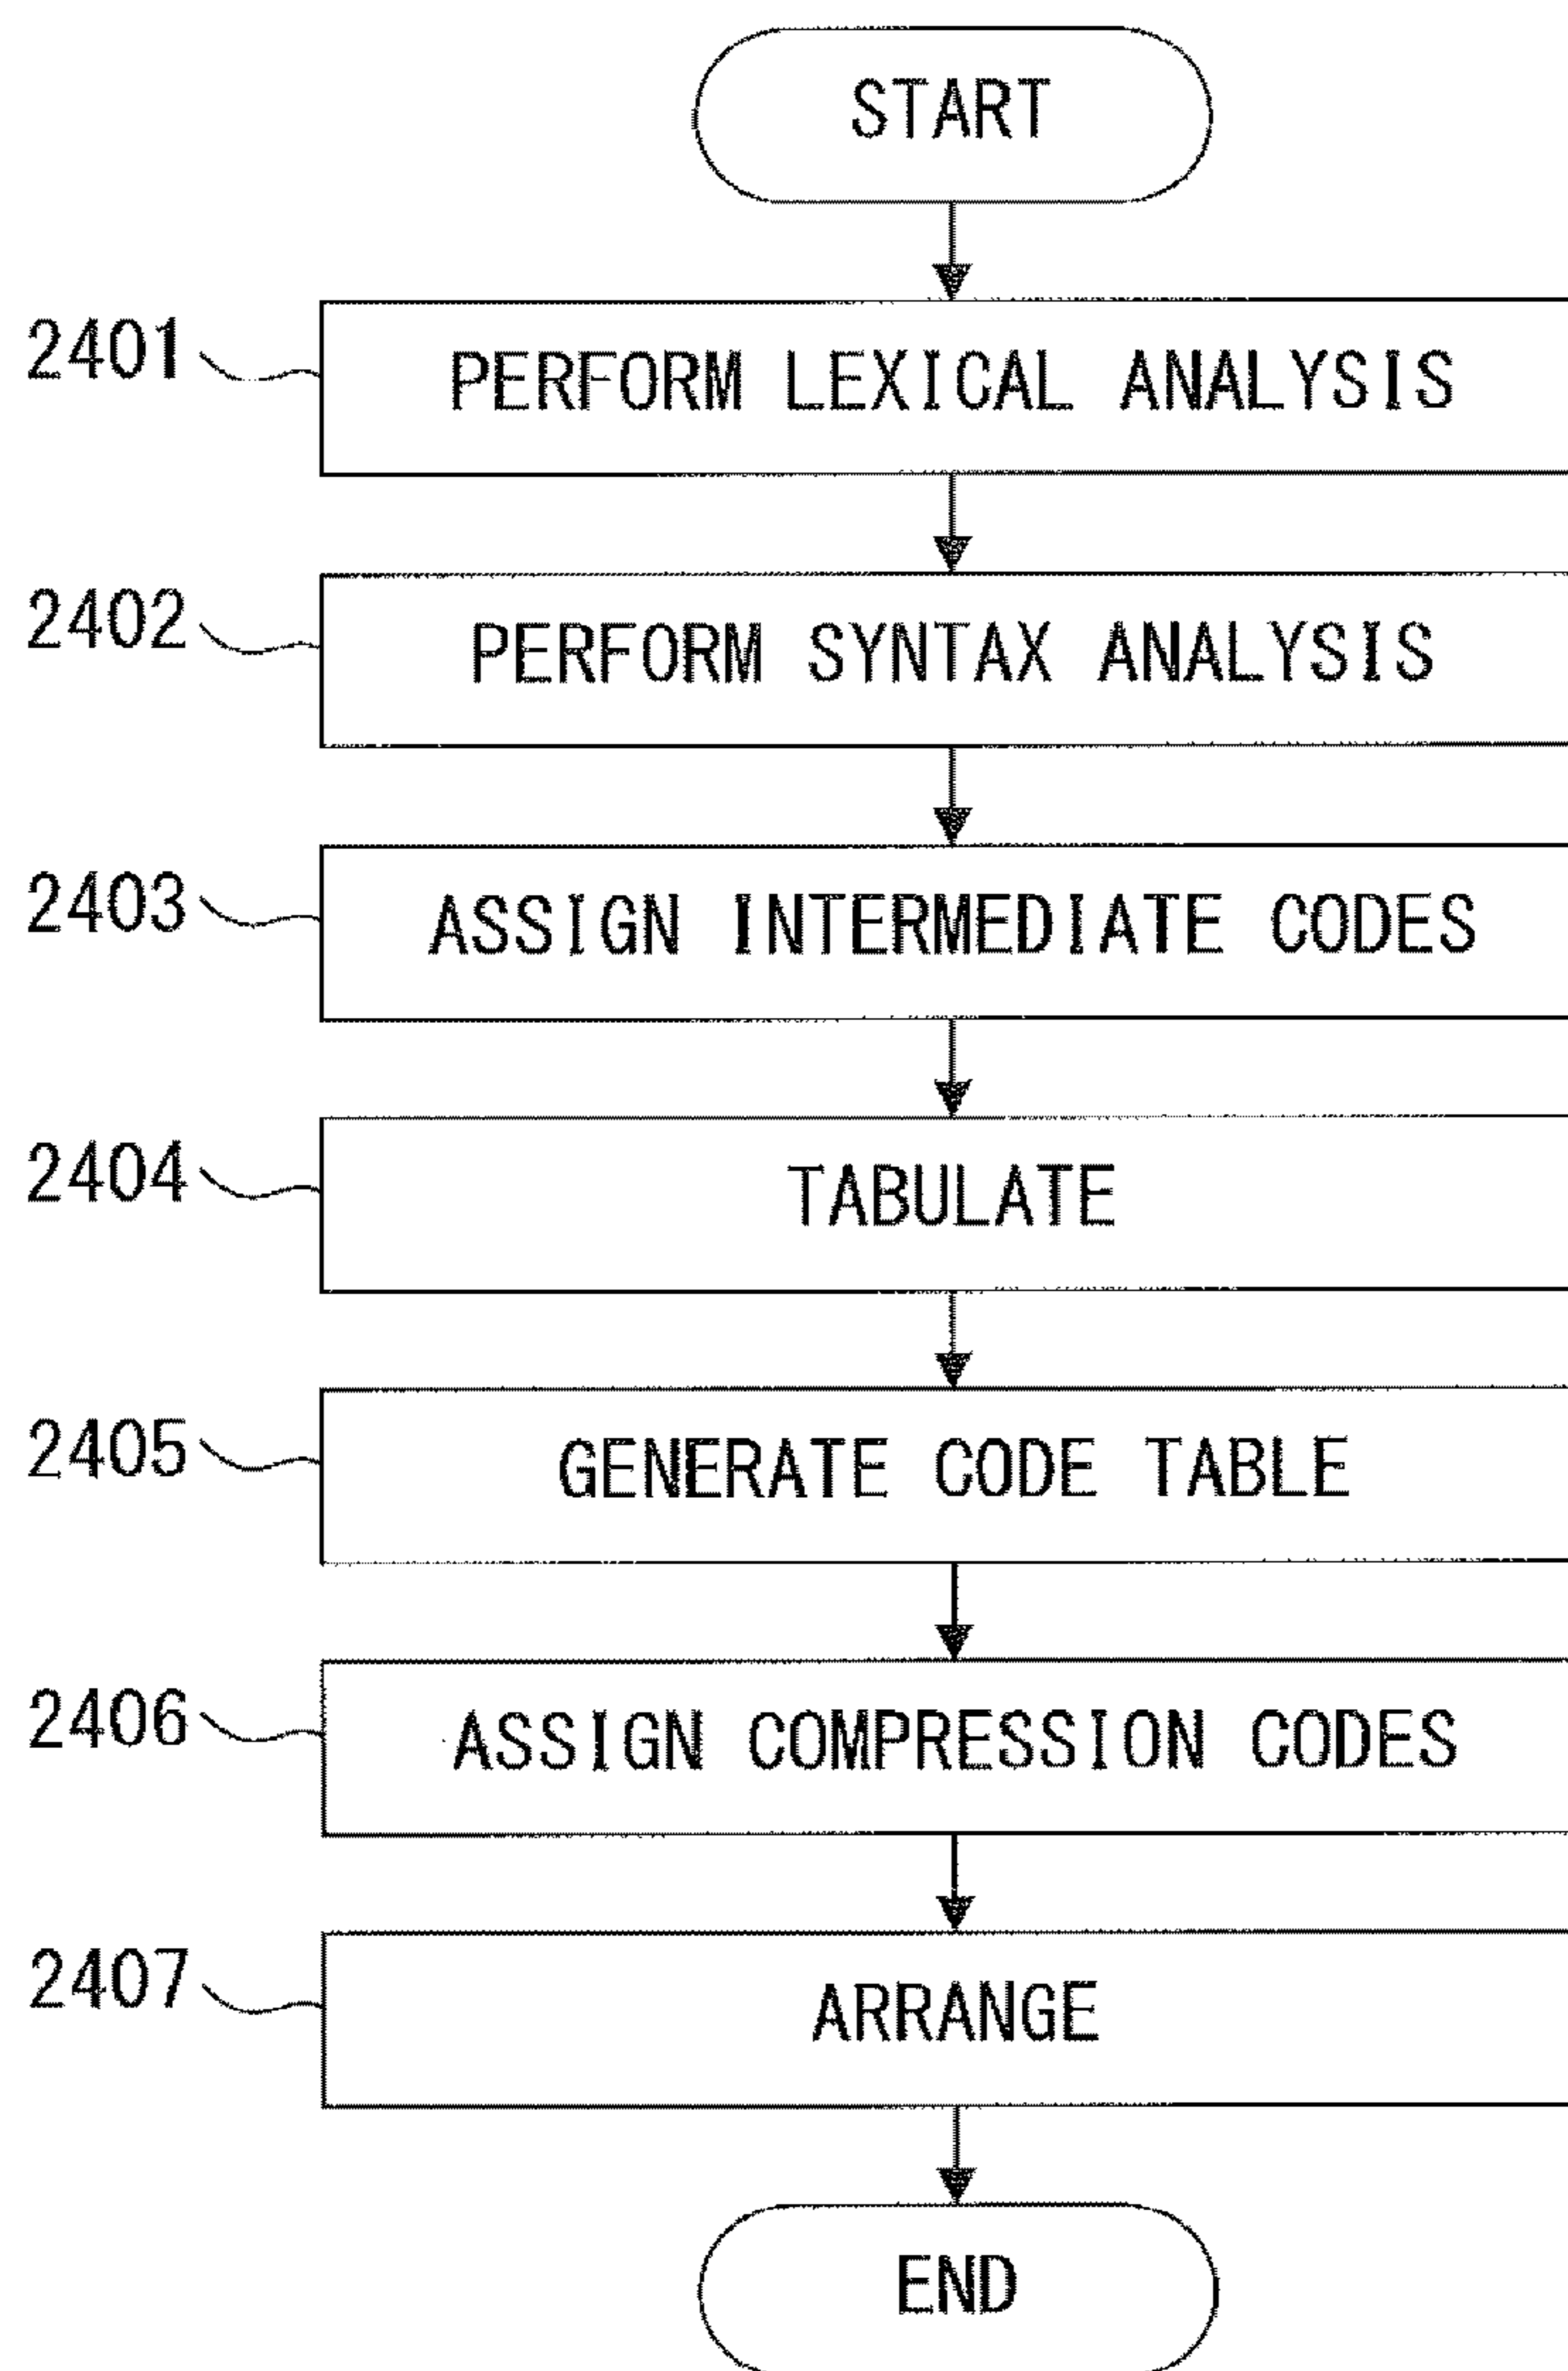 START
2401 PERFORM LEXICAL ANALYSIS
2402 PERFORM SYNTAX ANALYSIS
2403 ASSIGN INTERMEDIATE CODES
2404 TABULATE
2405 GENERATE CODE TABLE
2406 ASSIGN COMPRESSION CODES
2407 ARRANGE
END